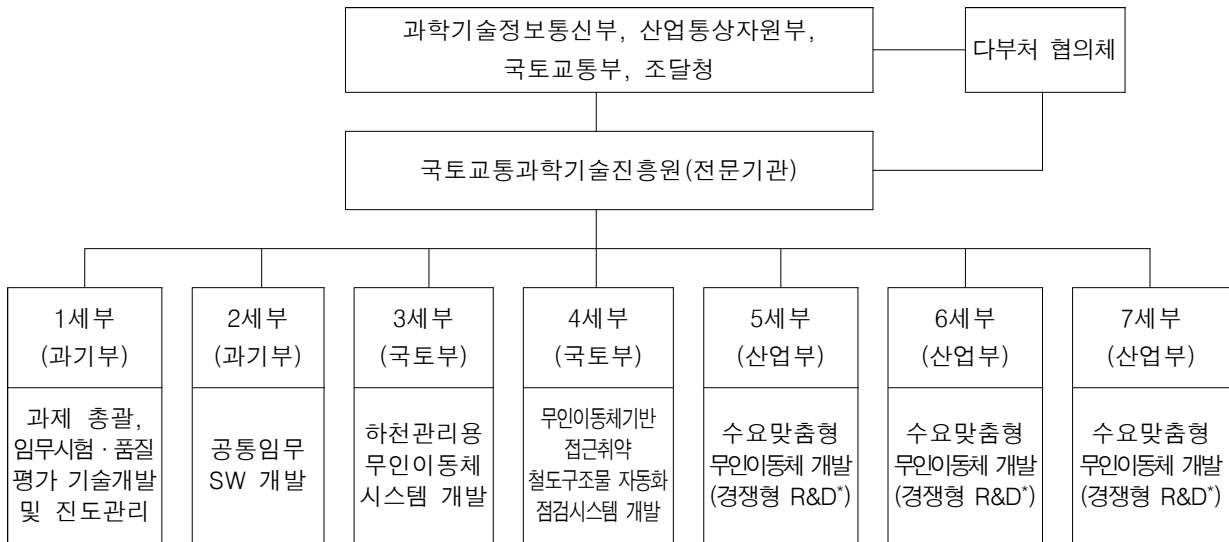 과학기술정보통신부, 산업통상자원부,
국토교통부, 조달청
다부처 협의체
국토교통과학기술진흥원(전문기관)
1세부
(과기부)
2세부
(과기부)
3세부
(국토부)
4세부
(국토부)
5세부
(산업부)
6세부
(산업부)
7세부
(산업부)
과제 총괄,
임무시험·품질
평가 기술개발
및 진도관리
공통임무
SW 개발
하천관리용
무인이동체
시스템 개발
무인이동체기반
접근취약
철도구조물 자동화
점검시스템 개발
수요맞춤형
무인이동체 개발
(경쟁형 R&D*)
수요맞춤형
무인이동체 개발
(경쟁형 R&D*)
수요맞춤형
무인이동체 개발
(경쟁형 R&D*)